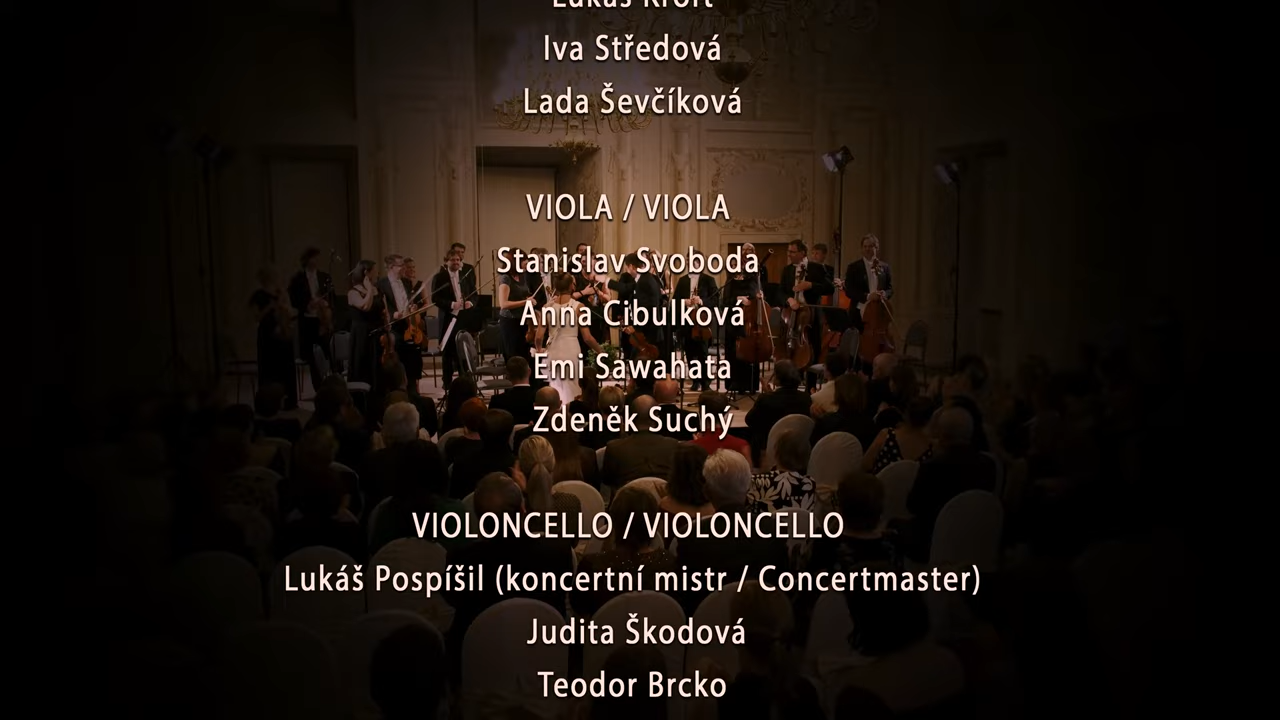 Iva Středová
Lada Ševčíková
VIOLA / VIOLA
Stanislav Svoboda
Anna Cibulková
Emi Sawahata
Zdeněk Suchý
VIOLONCELLO / VIOLONCELLO
Lukáš Pospíšil (koncertní mistr / Concertmaster)
Judita Škodová
Teodor Brcko